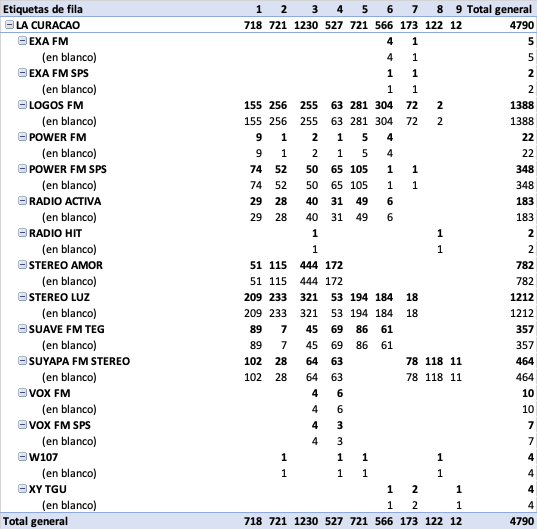 Etiquetas de fila 1 2 3 4 5 6 7 8 9 Total general
LA CURACAO 718 721 1230 527 721 566 173 122 12 4790
EXA FM 4 1 5
(en blanco) 4 1 5
EXA FM SPS 1 1 2
(en blanco) 1 1 2
LOGOS FM 155 256 255 63 281 304 72 2 1388
(en blanco) 155 256 255 63 281 304 72 2 1388
POWER FM 9 1 2 1 5 4 22
(en blanco) 9 1 2 1 5 4 22
POWER FM SPS 74 52 50 65 105 1 1 348
(en blanco) 74 52 50 65 105 1 1 348
RADIO ACTIVA 29 28 40 31 49 6 183
(en blanco) 29 28 40 31 49 6 183
RADIO HIT 1 1 2
(en blanco) 1 1 2
STEREO AMOR 51 115 444 172 782
(en blanco) 51 115 444 172 782
STEREO LUZ 209 233 321 53 194 184 18 1212
(en blanco) 209 233 321 53 194 184 18 1212
SUAVE FM TEG 89 7 45 69 86 61 357
(en blanco) 89 7 45 69 86 61 357
SUYAPA FM STEREO 102 28 64 63 78 118 11 464
(en blanco) 102 28 64 63 78 118 11 464
VOX FM 4 6 10
(en blanco) 4 6 10
VOX FM SPS 4 3 7
(en blanco) 4 3 7
W107 1 1 1 1 4
(en blanco) 1 1 1 1 4
XY TGU 1 2 1 4
(en blanco) 1 2 1 4
Total general 718 721 1230 527 721 566 173 122 12 4790